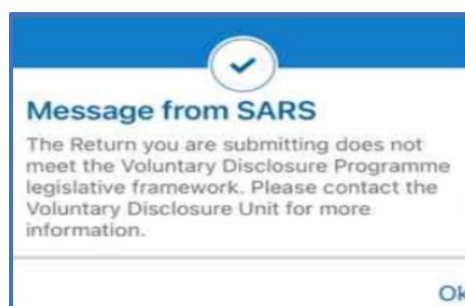 Message from SARS
The Return you are submitting does not
meet the Voluntary Disclosure Programme
legislative framework. Please contact the
Voluntary Disclosure Unit for more
information.
Ok